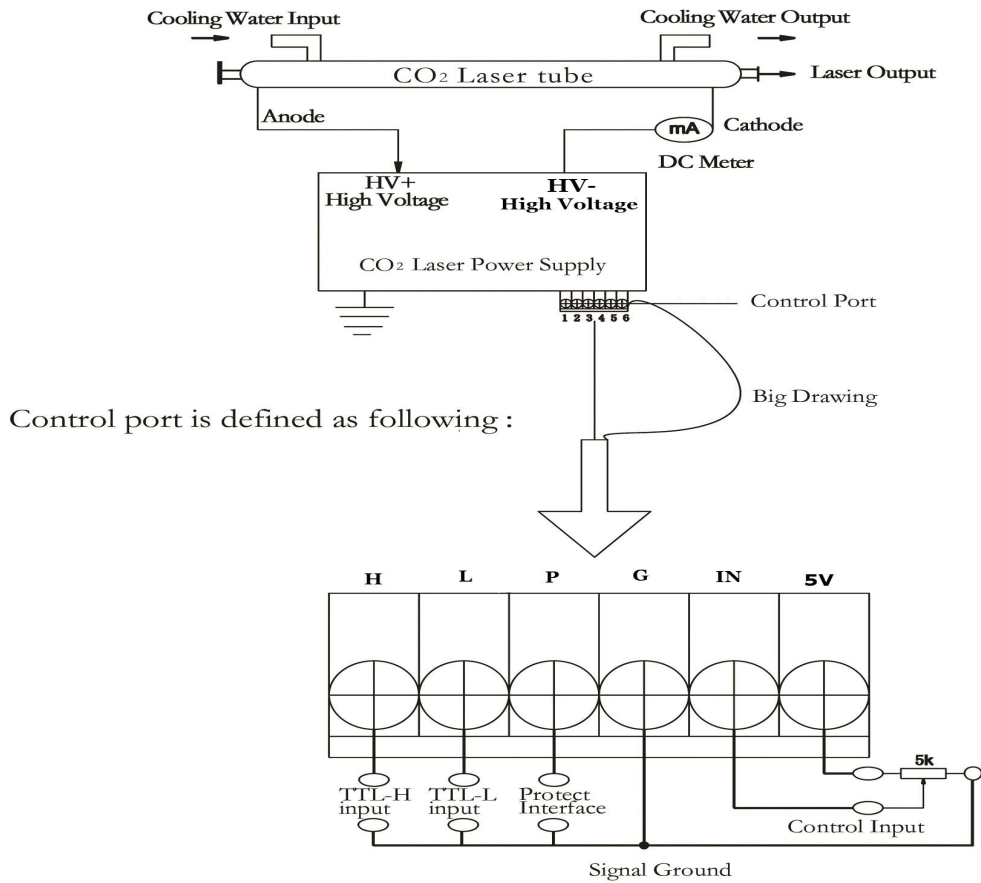 Cooling Water Input
Cooling Water Output
CO2 Laser tube
Laser Output
Anode
mA
Cathode
DC Meter
HV+
High Voltage
HV-
High Voltage
CO2 Laser Power Supply
Control Port
1 2 3 4 5 6
Big Drawing
Control port is defined as following :
H L P G IN 5V
5k
TTL-H
input
TTL-L
input
Protect
Interface
Control Input
Signal Ground